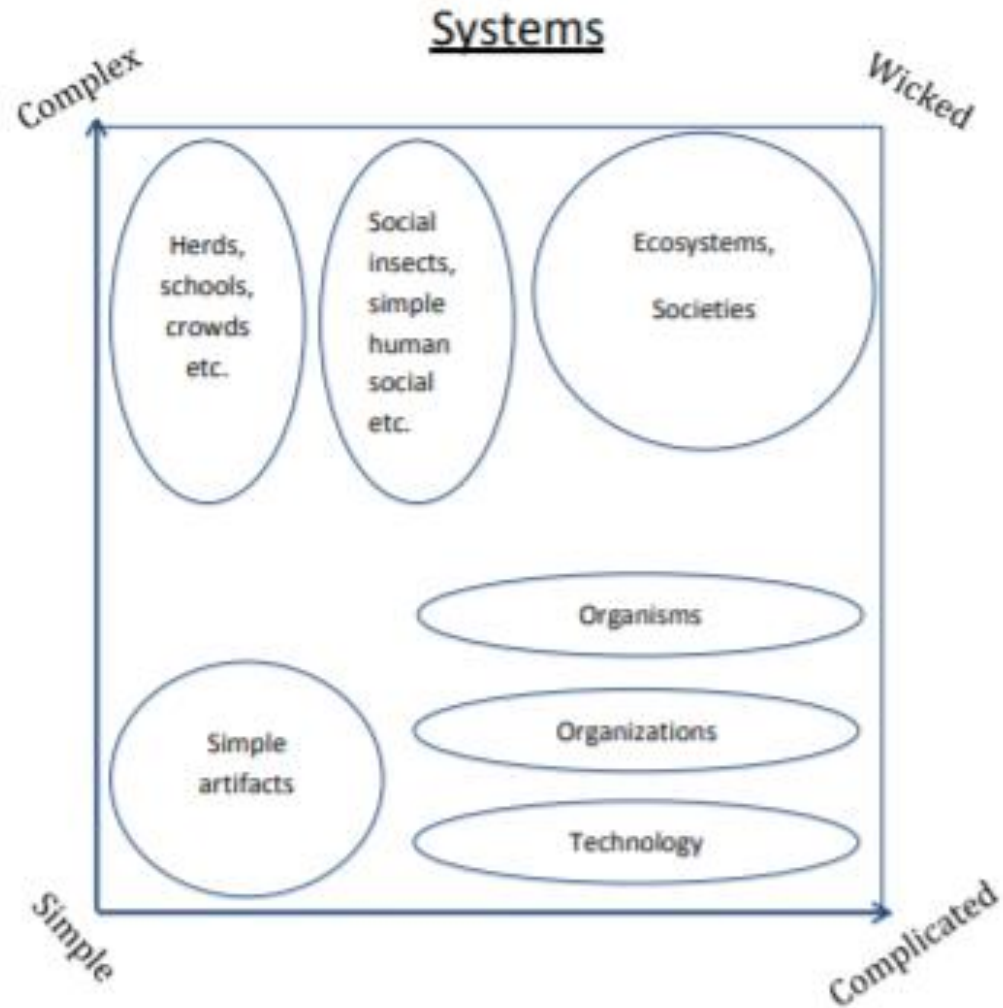 Systems
Complex
Wicked
Herds,
schools,
crowds
etc.
Social
insects,
simple
human
social
etc.
Ecosystems,
Societies
Organisms
Simple
artifacts
Organizations
Technology
Simple
Complicated